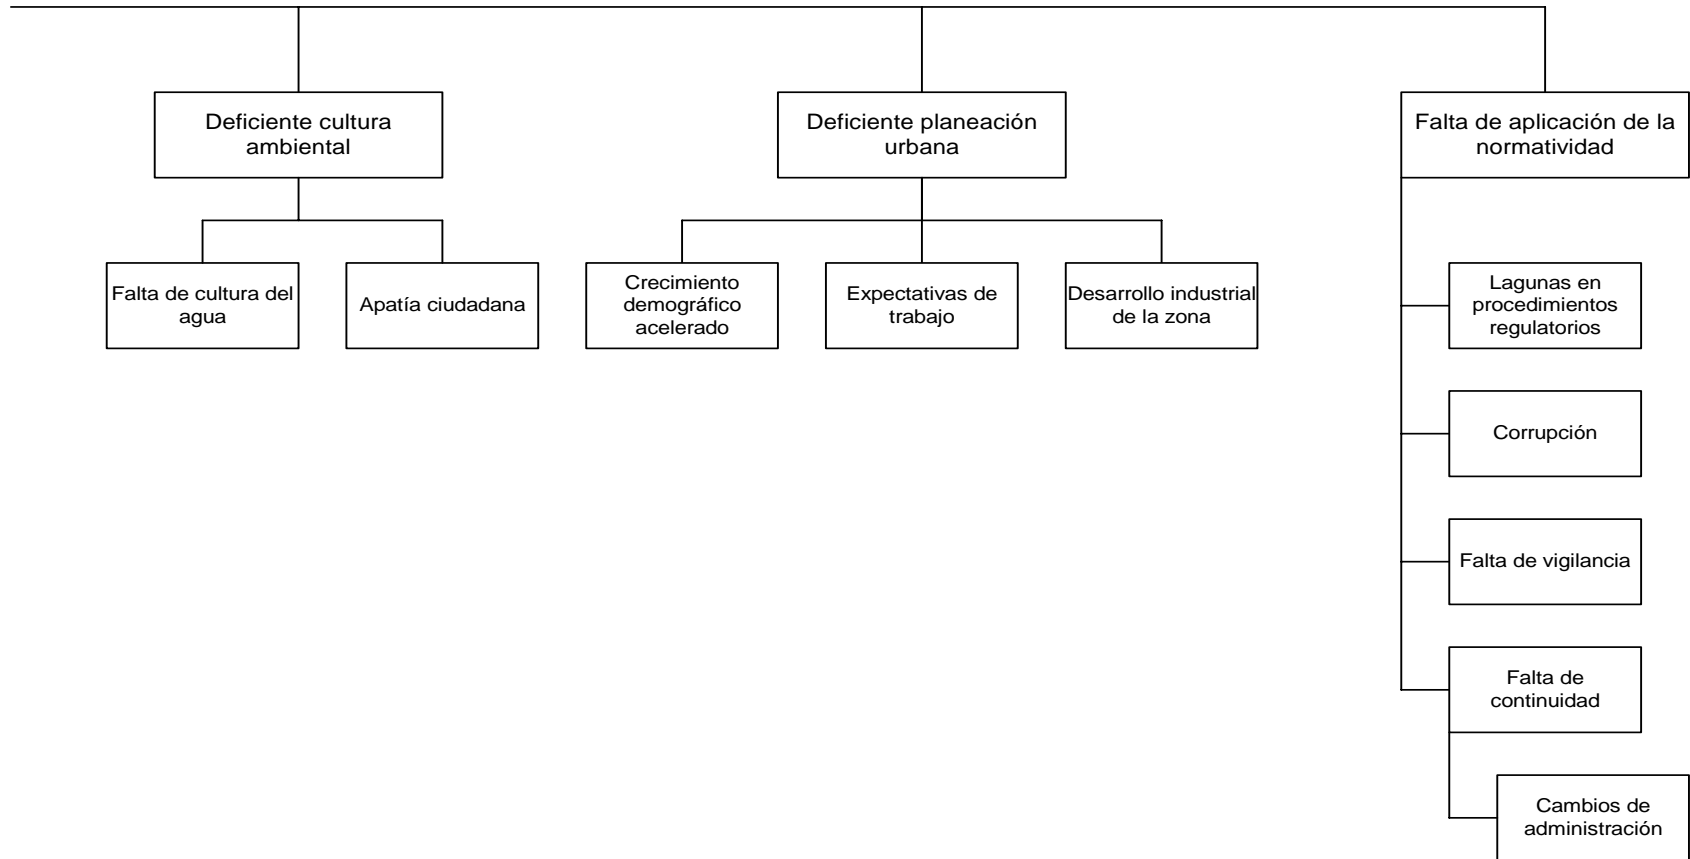 Deficiente cultura
ambiental
Deficiente planeación
urbana
Falta de aplicación de la
normatividad
Falta de cultura del
agua
Apatía ciudadana
Crecimiento
demográfico
acelerado
Expectativas de
trabajo
Desarrollo industrial
de la zona
Lagunas en
procedimientos
regulatorios
Corrupción
Falta de vigilancia
Falta de
continuidad
Cambios de
administración